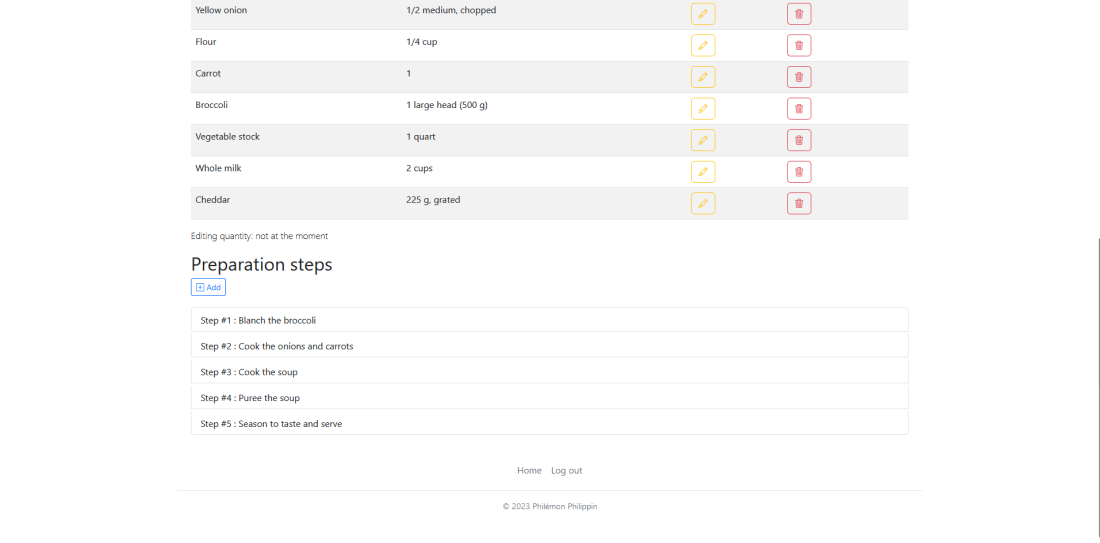 Yellow onion 1/2 medium, chopped
Flour 1/4 cup
Carrot 1
Broccoli 1 large head (500 g)
Vegetable stock 1 quart
Whole milk 2 cups
Cheddar 225 g, grated
Editing quantity: not at the moment
Preparation steps
Add
Step #1 : Blanch the broccoli
Step #2 : Cook the onions and carrots
Step #3 : Cook the soup
Step #4 : Puree the soup
Step #5 : Season to taste and serve
Home Log out
© 2023 Philémon Philippin